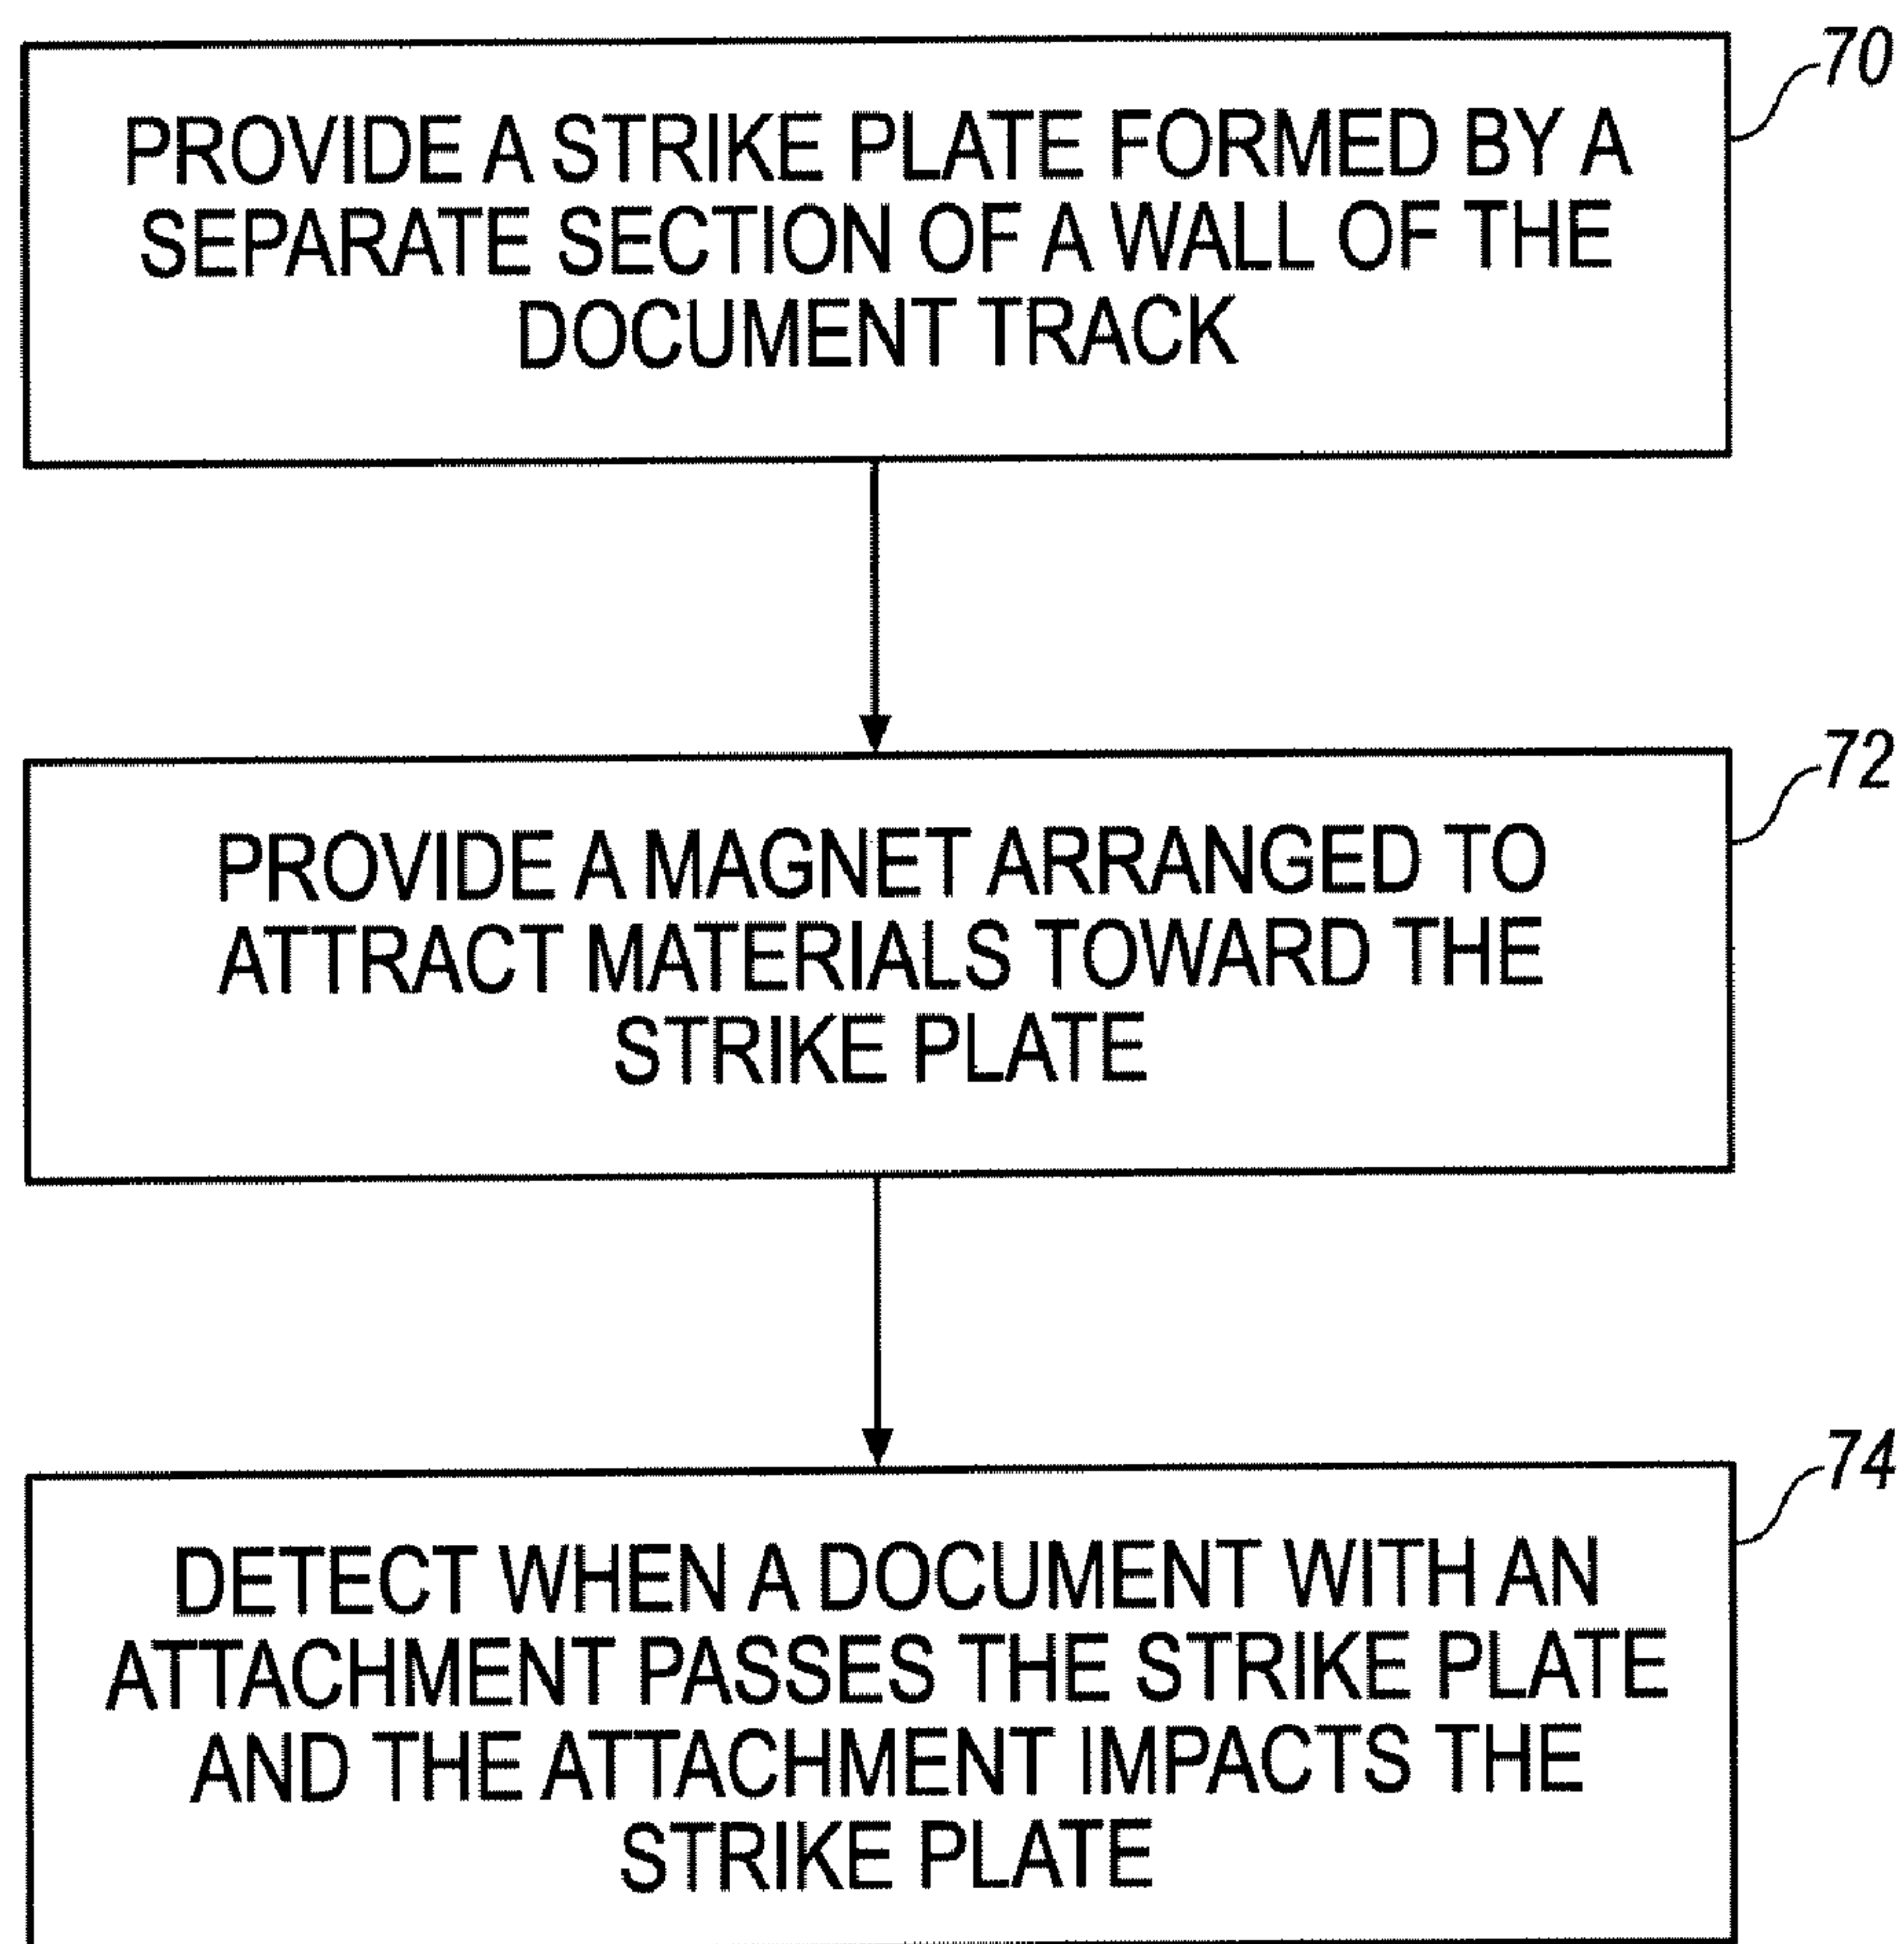 70
PROVIDE A STRIKE PLATE FORMED BY A
SEPARATE SECTION OF A WALL OF THE
DOCUMENT TRACK
72
PROVIDE A MAGNET ARRANGED TO
ATTRACT MATERIALS TOWARD THE
STRIKE PLATE
74
DETECT WHEN A DOCUMENT WITH AN
ATTACHMENT PASSES THE STRIKE PLATE
AND THE ATTACHMENT IMPACTS THE
STRIKE PLATE